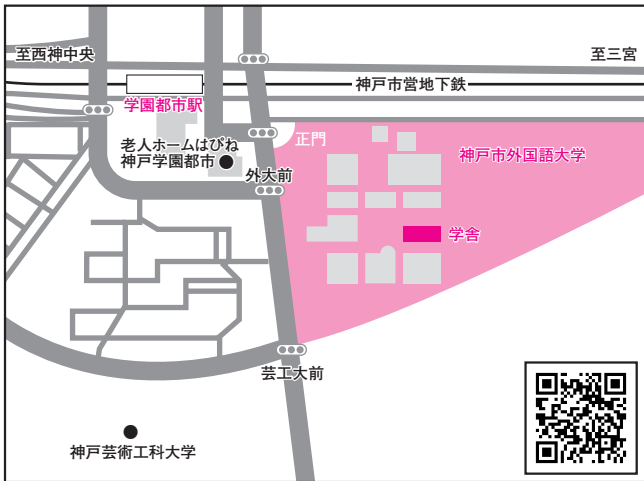 至西神中央
至三宮
神戸市営地下鉄
学園都市駅
正門
老人ホームはぴね
神戸学園都市
神戸市外国語大学
外大前
学舎
芸工大前
神戸芸術工科大学